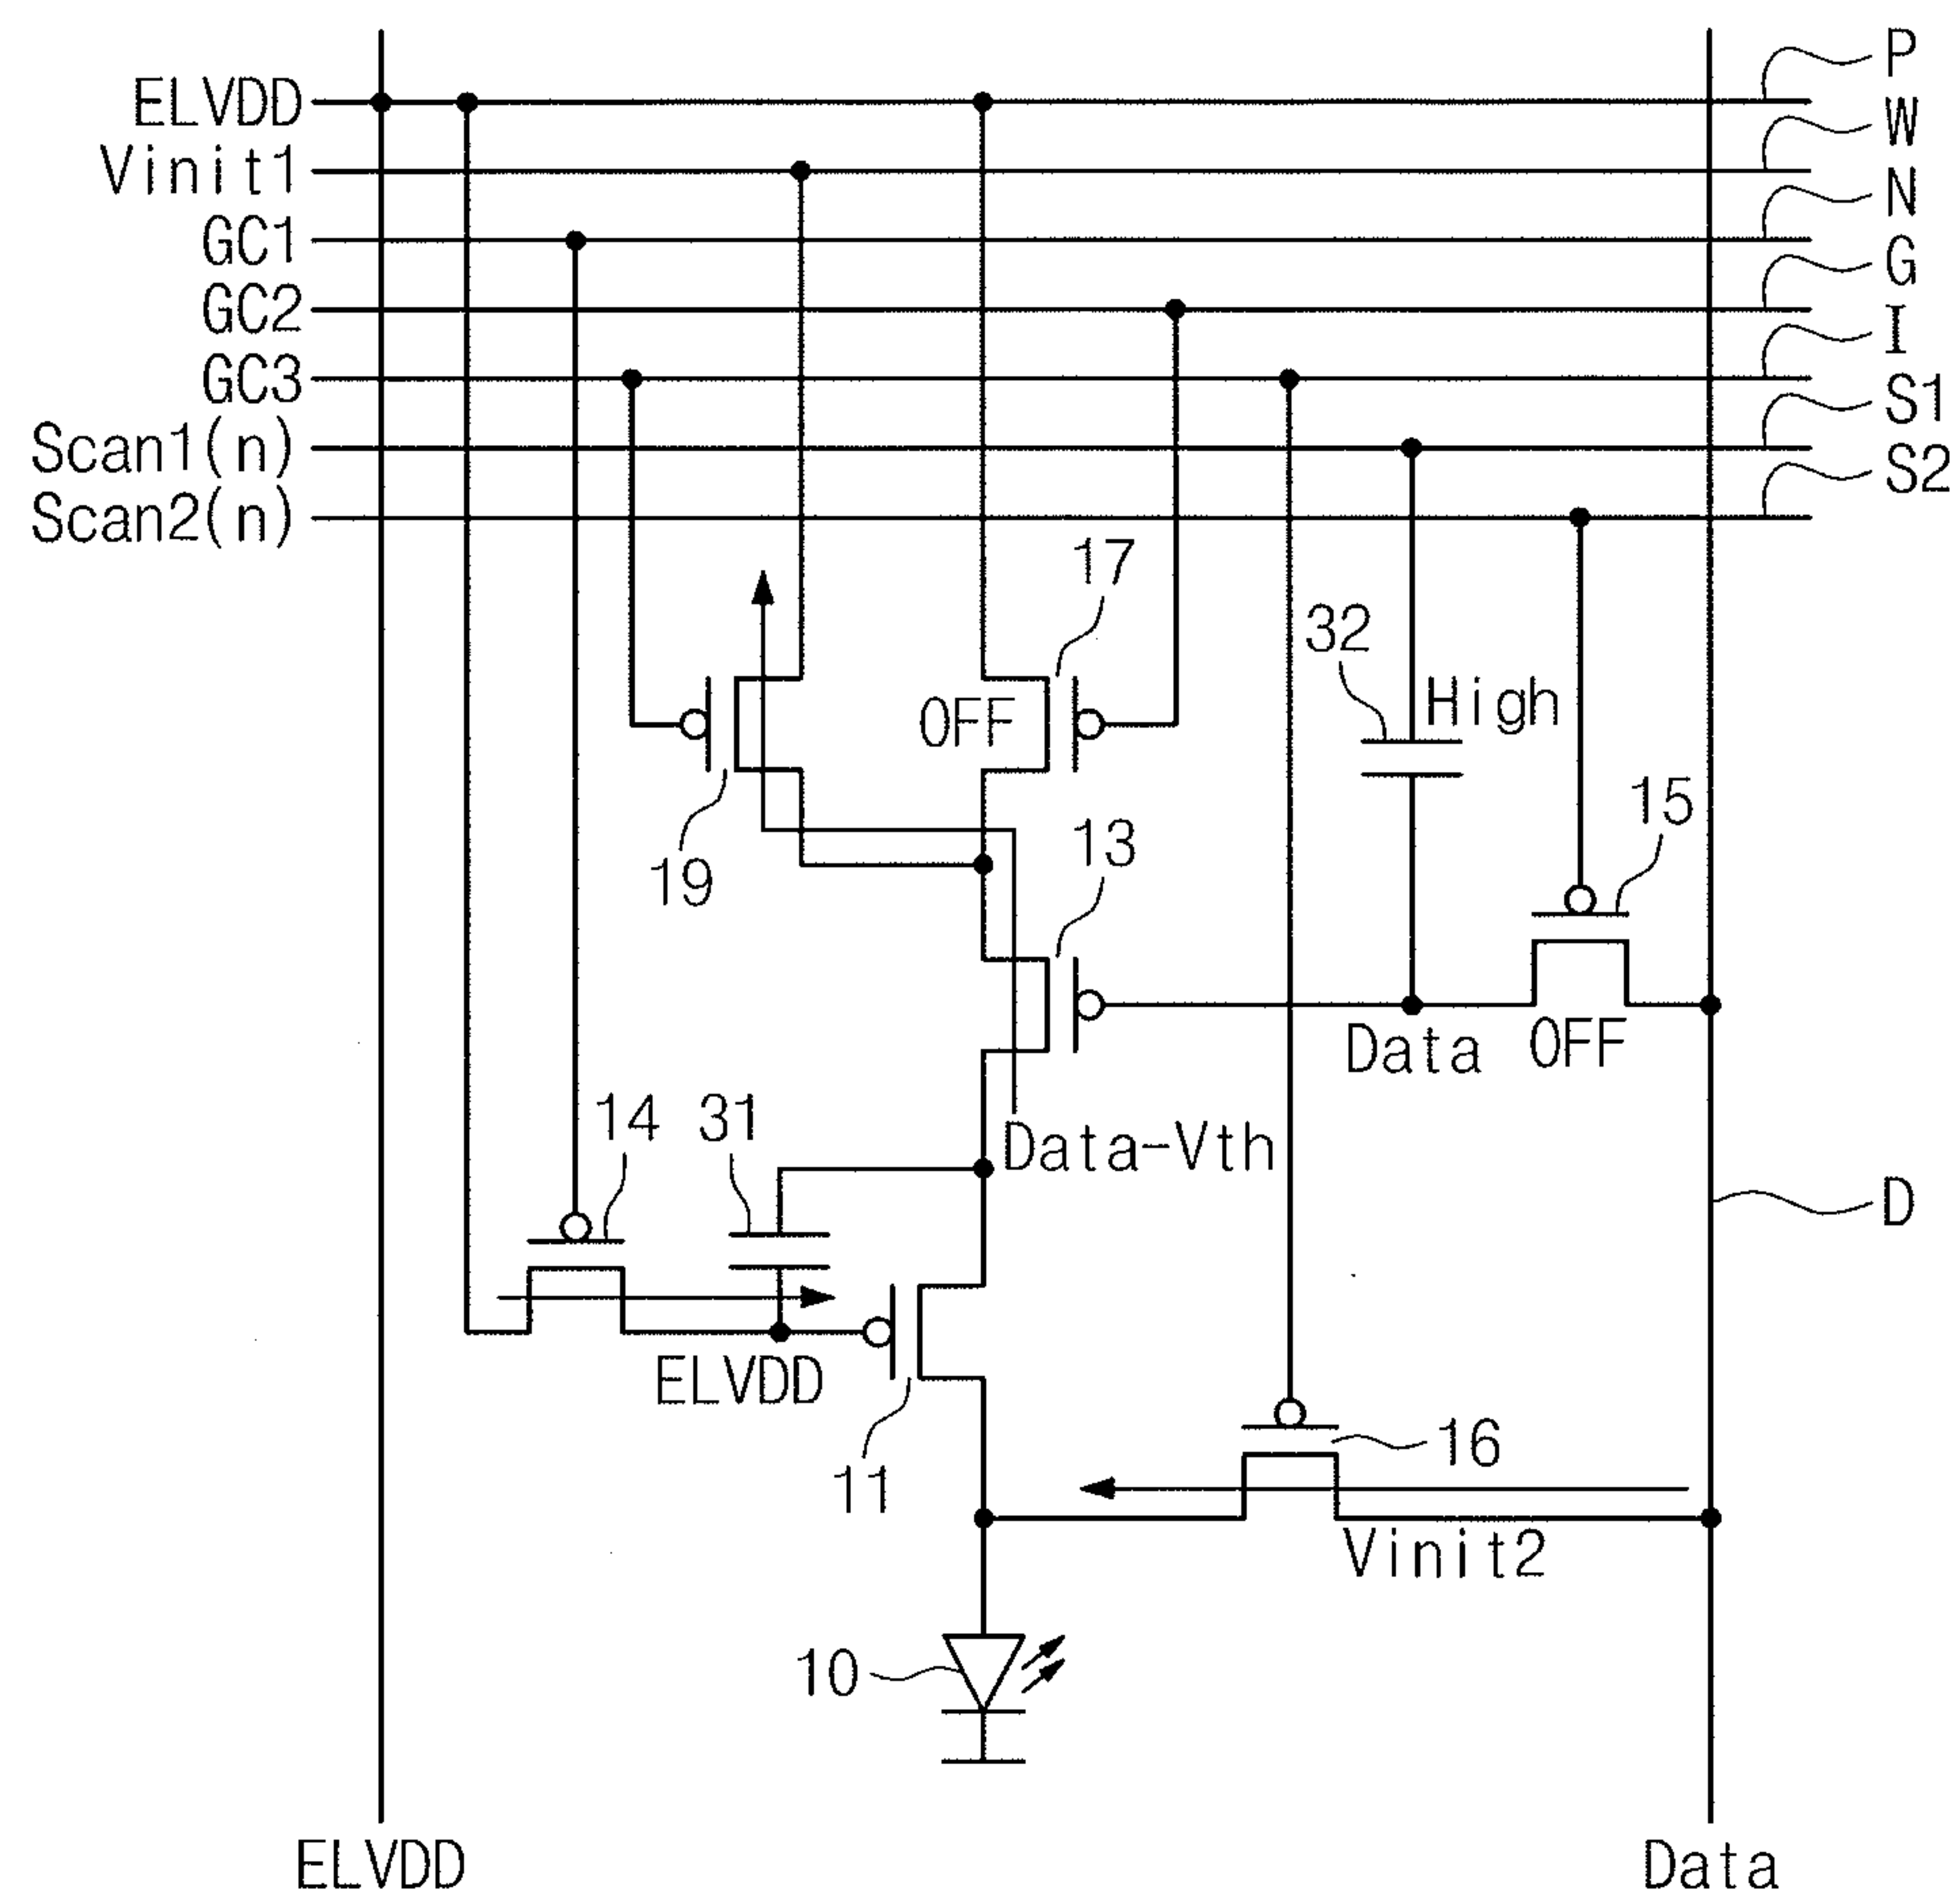 P
ELVDD
W
Vinit1
N
GC1
G
GC2
I
GC3
S1
Scan1(n)
S2
Scan2(n)
17
32
High
OFF
15
13
19
Data
OFF
14
31
Data-Vth
D
ELVDD
16
11
Vinit2
10
ELVDD
Data